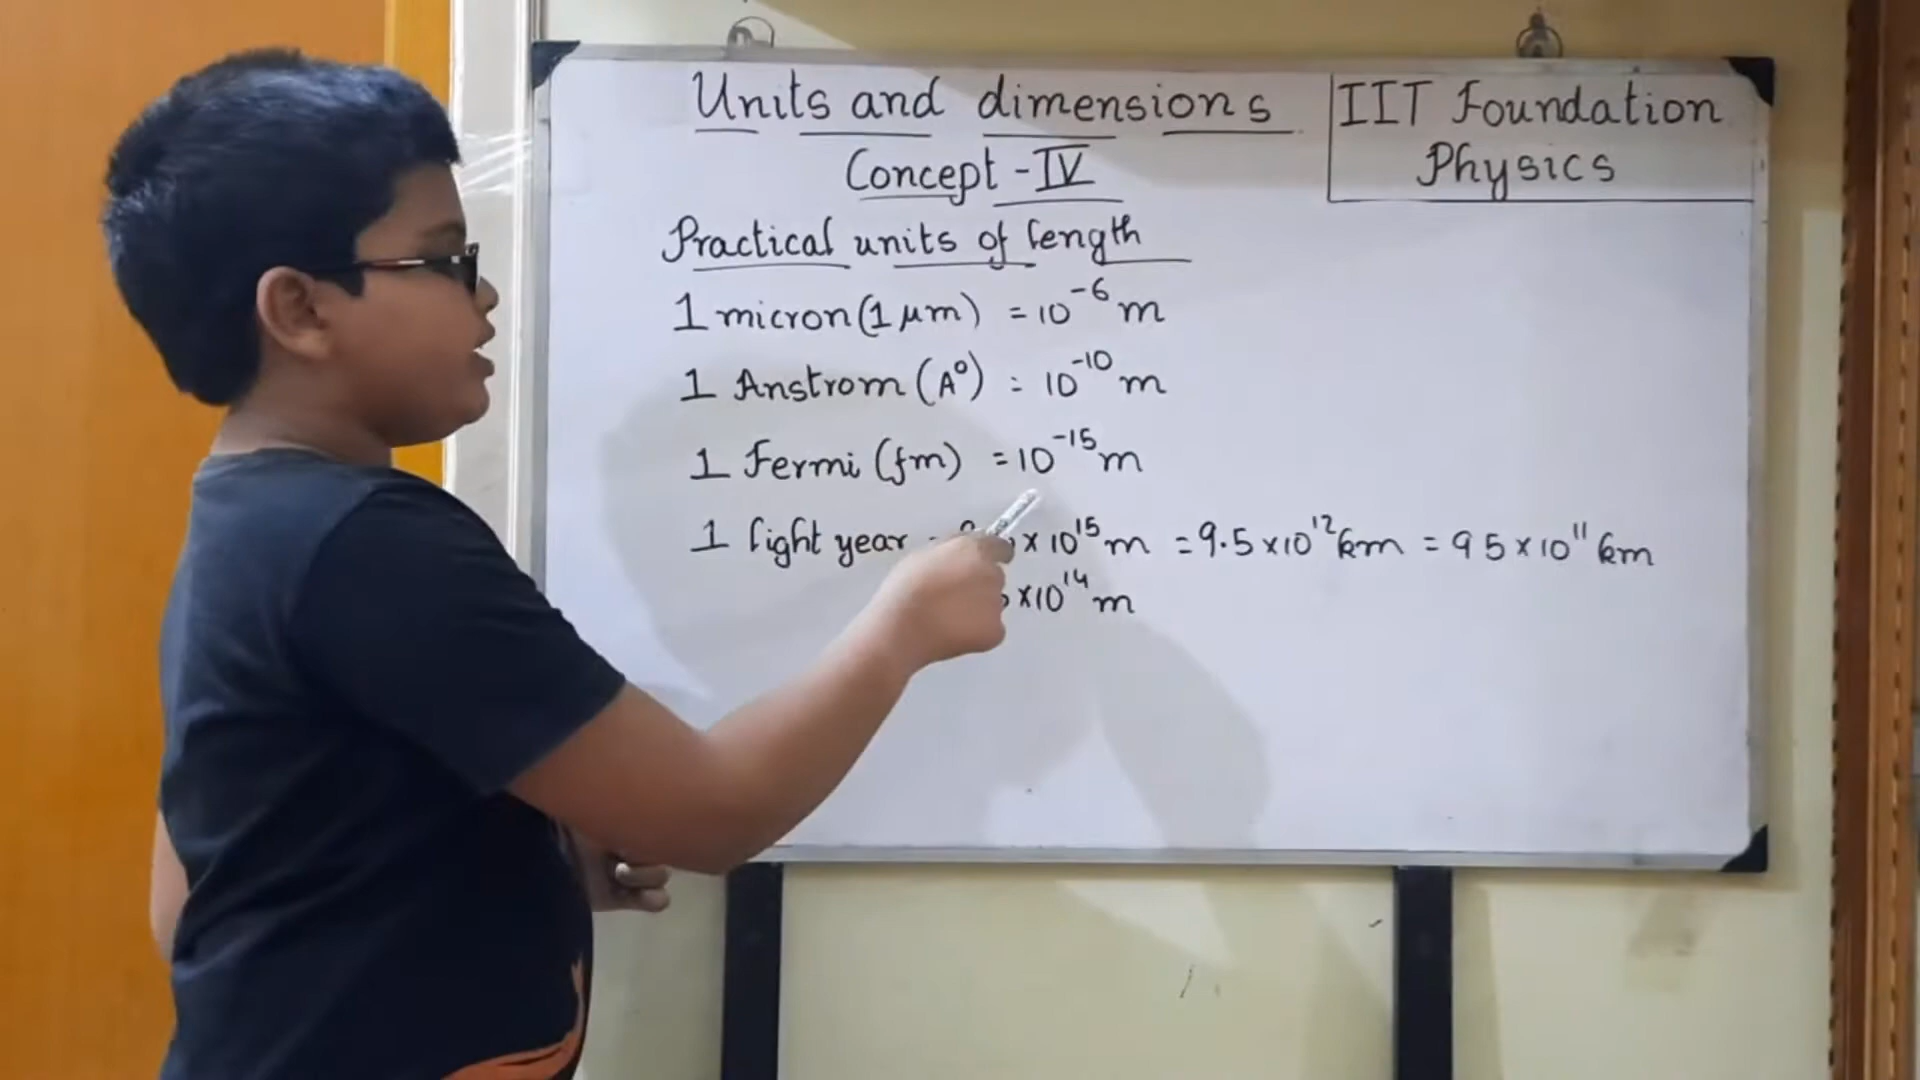 Units and dimensions
Concept - IV
IIT Foundation
Physics
Practical units of length
1 micron (1 μm) = 10⁻⁶ m
1 Anstrom (A⁰) = 10⁻¹⁰ m
1 Fermi (fm) = 10⁻¹⁵ m
1 light year × 10¹⁵ m = 9.5 × 10¹² km = 95 × 10¹¹ km
× 10¹⁴ m